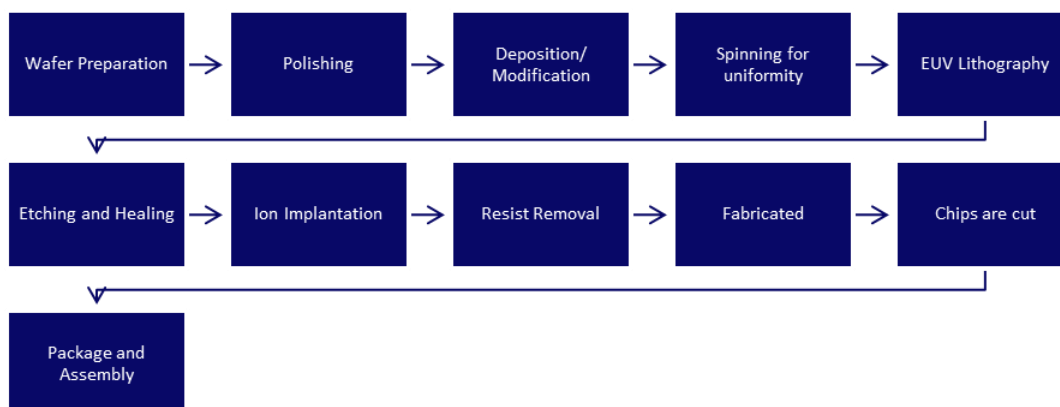 Wafer Preparation
Polishing
Deposition/
Modification
Spinning for
uniformity
EUV Lithography
Etching and Healing
Ion Implantation
Resist Removal
Fabricated
Chips are cut
Package and
Assembly